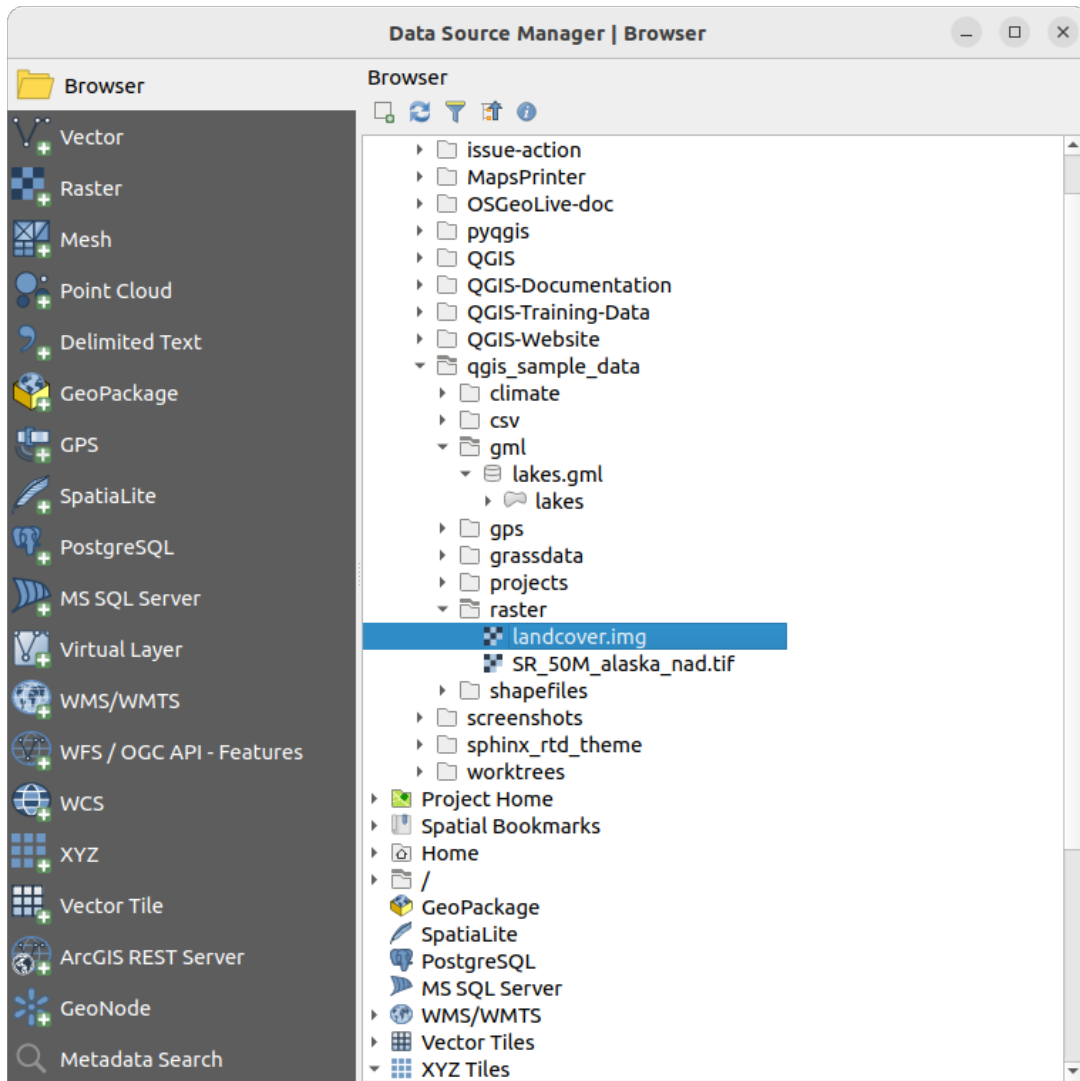 Data Source Manager | Browser
Browser
Vector
Raster
Mesh
Point Cloud
Delimited Text
GeoPackage
GPS
SpatiaLite
PostgreSQL
MS SQL Server
Virtual Layer
WMS/WMTS
WFS / OGC API - Features
WCS
XYZ
Vector Tile
ArcGIS REST Server
GeoNode
Metadata Search
Browser
issue-action
MapsPrinter
OSGeoLive-doc
pyqgis
QGIS
QGIS-Documentation
QGIS-Training-Data
QGIS-Website
qgis_sample_data
climate
csv
gml
lakes.gml
lakes
gps
grassdata
projects
raster
landcover.img
SR_50M_alaska_nad.tif
shapefiles
screenshots
sphinx_rtd_theme
worktrees
Project Home
Spatial Bookmarks
Home
/
GeoPackage
SpatiaLite
PostgreSQL
MS SQL Server
WMS/WMTS
Vector Tiles
XYZ Tiles